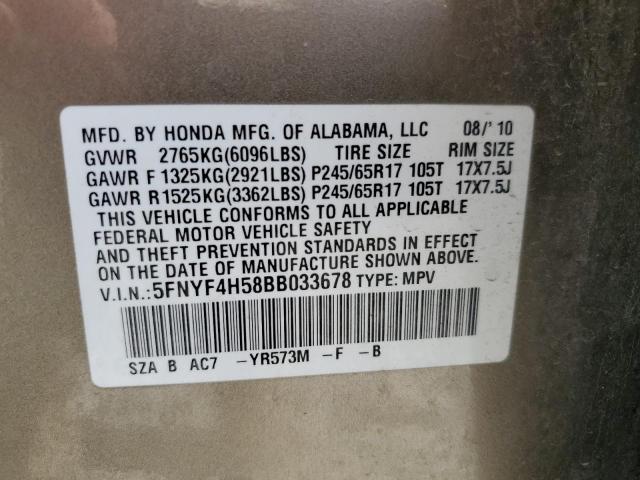 MFD. BY HONDA MFG. OF ALABAMA, LLC 08/'10
GVWR 2765KG(6096LBS) TIRE SIZE RIM SIZE
GAWR F 1325KG(2921LBS) P245/65R17 105T 17X7.5J
GAWR R 1525KG(3362LBS) P245/65R17 105T 17X7.5J
THIS VEHICLE CONFORMS TO ALL APPLICABLE
FEDERAL MOTOR VEHICLE SAFETY
AND THEFT PREVENTION STANDARDS IN EFFECT
ON THE DATE OF MANUFACTURE SHOWN ABOVE.
V.I.N.:5FNYF4H58BB033678 TYPE: MPV
SZA B AC7 -YR573M -F -B